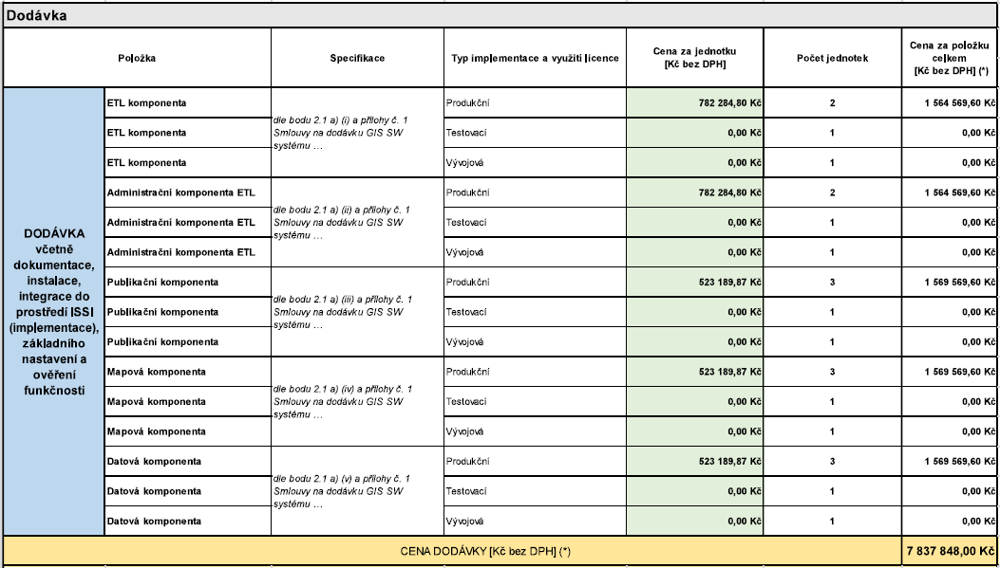 Dodávka
Položka
Specifikace
Typ implementace a využití licence
Cena za jednotku
[Kč bez DPH]
Počet jednotek
Cena za položku
celkem
[Kč bez DPH] (*)
DODÁVKA
včetně
dokumentace,
instalace,
integrace do
prostředí ISSI
(implementace),
základního
nastavení a
ověření
funkčnosti
ETL komponenta
dle bodu 2.1 a) (i) a přílohy č. 1
Smlouvy na dodávku GIS SW
systému …
Produkční
782 284,80 Kč
2
1 564 569,60 Kč
ETL komponenta
Testovací
0,00 Kč
1
0,00 Kč
ETL komponenta
Vývojová
0,00 Kč
1
0,00 Kč
Administrační komponenta ETL
dle bodu 2.1 a) (ii) a přílohy č. 1
Smlouvy na dodávku GIS SW
systému …
Produkční
782 284,80 Kč
2
1 564 569,60 Kč
Administrační komponenta ETL
Testovací
0,00 Kč
1
0,00 Kč
Administrační komponenta ETL
Vývojová
0,00 Kč
1
0,00 Kč
Publikační komponenta
dle bodu 2.1 a) (iii) a přílohy č. 1
Smlouvy na dodávku GIS SW
systému …
Produkční
523 189,87 Kč
3
1 569 569,60 Kč
Publikační komponenta
Testovací
0,00 Kč
1
0,00 Kč
Publikační komponenta
Vývojová
0,00 Kč
1
0,00 Kč
Mapová komponenta
dle bodu 2.1 a) (iv) a přílohy č. 1
Smlouvy na dodávku GIS SW
systému …
Produkční
523 189,87 Kč
3
1 569 569,60 Kč
Mapová komponenta
Testovací
0,00 Kč
1
0,00 Kč
Mapová komponenta
Vývojová
0,00 Kč
1
0,00 Kč
Datová komponenta
dle bodu 2.1 a) (v) a přílohy č. 1
Smlouvy na dodávku GIS SW
systému …
Produkční
523 189,87 Kč
3
1 569 569,60 Kč
Datová komponenta
Testovací
0,00 Kč
1
0,00 Kč
Datová komponenta
Vývojová
0,00 Kč
1
0,00 Kč
CENA DODÁVKY [Kč bez DPH] (*)
7 837 848,00 Kč